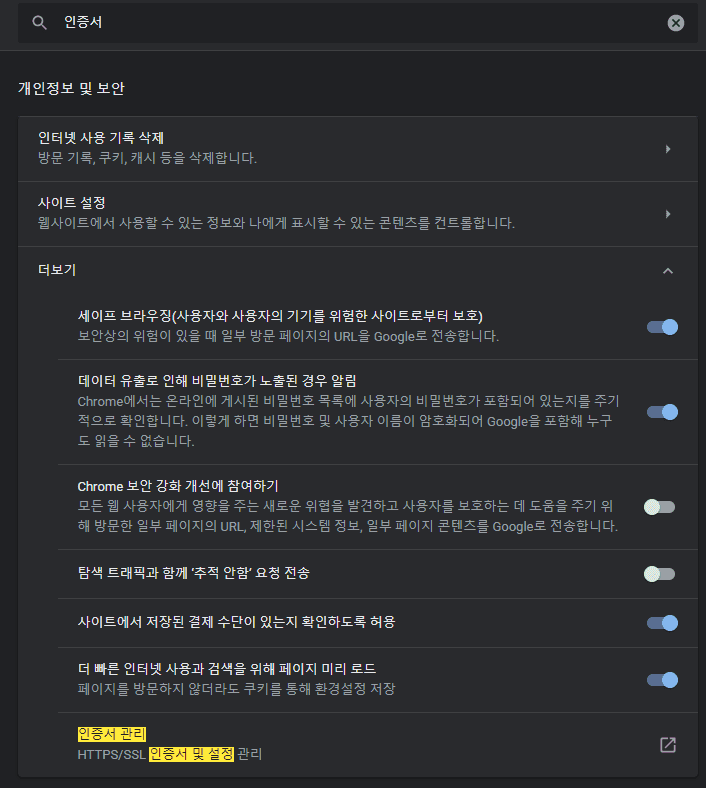 인증서
개인정보 및 보안
인터넷 사용 기록 삭제
방문 기록, 쿠키, 캐시 등을 삭제합니다.
사이트 설정
웹사이트에서 사용할 수 있는 정보와 나에게 표시할 수 있는 콘텐츠를 컨트롤합니다.
더보기
세이프 브라우징(사용자와 사용자의 기기를 위험한 사이트로부터 보호)
보안상의 위험이 있을 때 일부 방문 페이지의 URL을 Google로 전송합니다.
데이터 유출로 인해 비밀번호가 노출된 경우 알림
Chrome에서는 온라인에 게시된 비밀번호 목록에 사용자의 비밀번호가 포함되어 있는지를 주기
적으로 확인합니다. 이렇게 하면 비밀번호 및 사용자 이름이 암호화되어 Google을 포함해 누구
도 읽을 수 없습니다.
Chrome 보안 강화 개선에 참여하기
모든 웹 사용자에게 영향을 주는 새로운 위협을 발견하고 사용자를 보호하는 데 도움을 주기 위
해 방문한 일부 페이지의 URL, 제한된 시스템 정보, 일부 페이지 콘텐츠를 Google로 전송합니다.
탐색 트래픽과 함께 '추적 안함' 요청 전송
사이트에서 저장된 결제 수단이 있는지 확인하도록 허용
더 빠른 인터넷 사용과 검색을 위해 페이지 미리 로드
페이지를 방문하지 않더라도 쿠키를 통해 환경설정 저장
인증서 관리
HTTPS/SSL 인증서 및 설정 관리